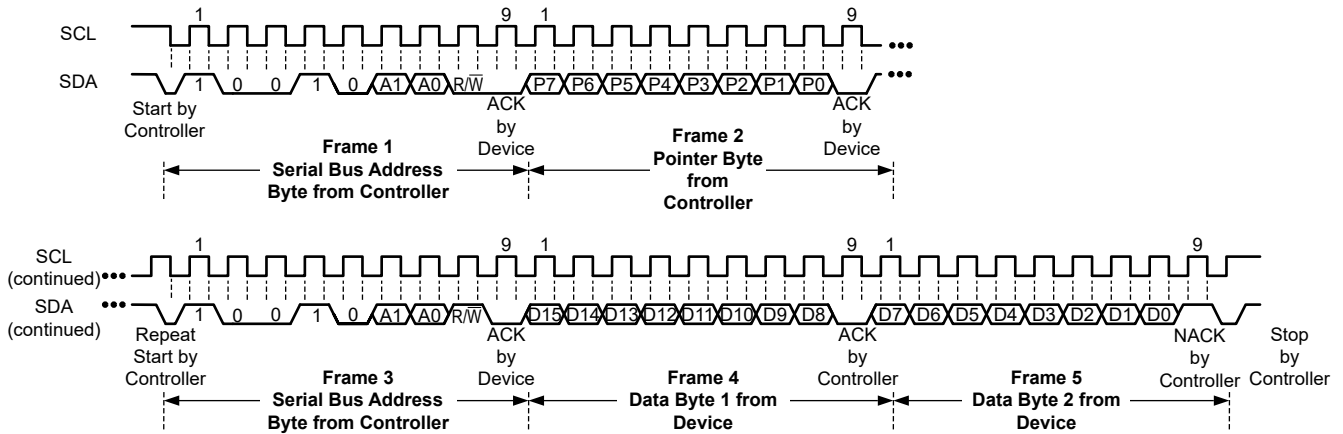 1 9 1 9
SCL
SDA
1 0 0 1 0 A1 A0 R/W̅ P7 P6 P5 P4 P3 P2 P1 P0
Start by
Controller
ACK
by
Device
ACK
by
Device
Frame 1
Serial Bus Address
Byte from Controller
Frame 2
Pointer Byte
from
Controller
1 9 1 9 1 9
SCL
(continued)
SDA
(continued)
1 0 0 1 0 A1 A0 R/W̅ D15 D14 D13 D12 D11 D10 D9 D8 D7 D6 D5 D4 D3 D2 D1 D0
Repeat
Start by
Controller
ACK
by
Device
ACK
by
Controller
NACK
by
Controller
Stop
by
Controller
Frame 3
Serial Bus Address
Byte from Controller
Frame 4
Data Byte 1 from
Device
Frame 5
Data Byte 2 from
Device